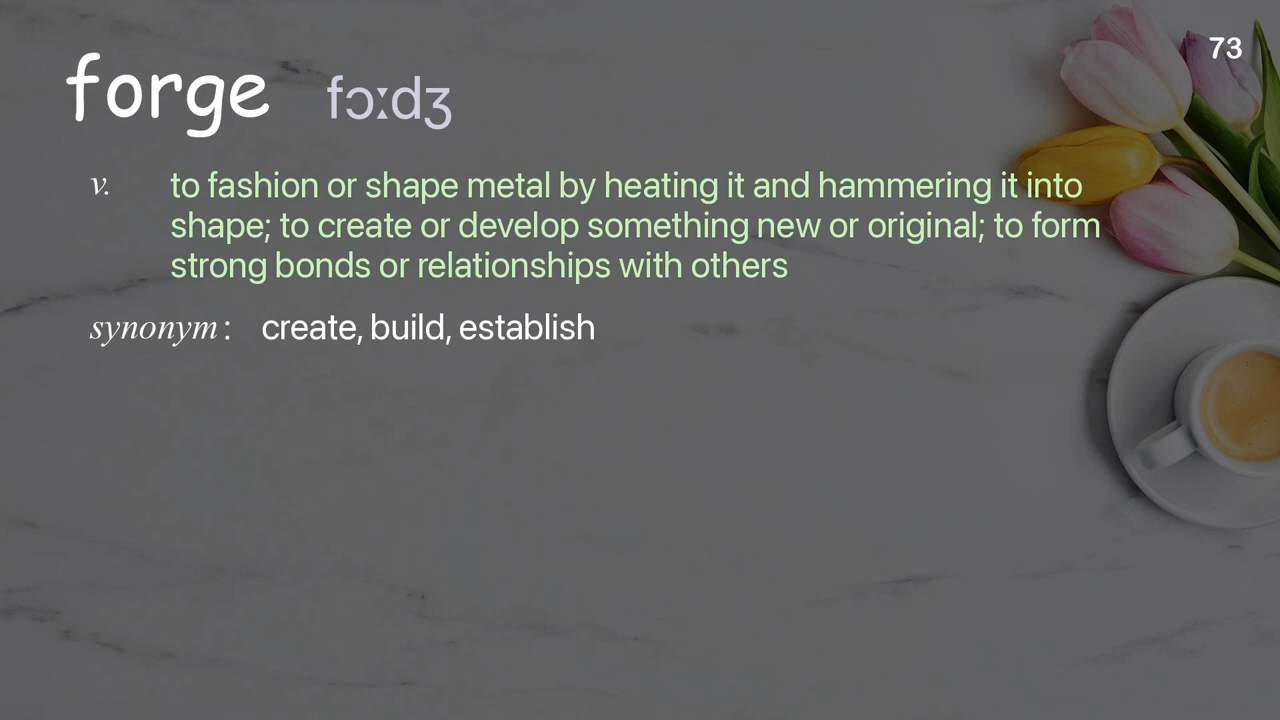 73
forge fɔːdʒ
v. to fashion or shape metal by heating it and hammering it into
shape; to create or develop something new or original; to form
strong bonds or relationships with others
synonym : create, build, establish